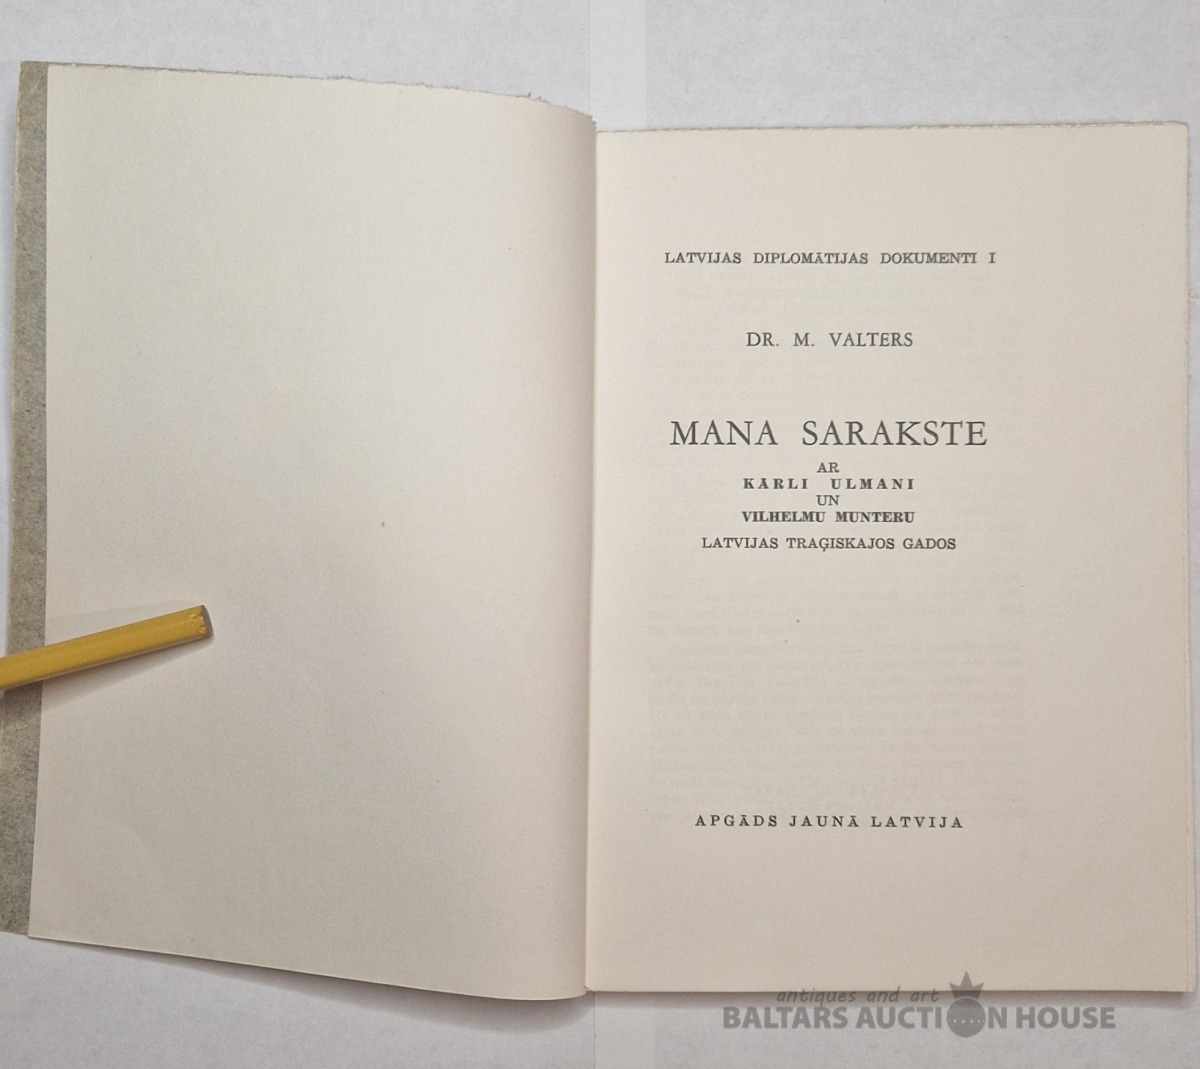 LATVIJAS DIPLOMĀTIJAS DOKUMENTI I
DR. M. VALTERS
MANA SARAKSTE
AR
KĀRLI ULMANI
UN
VILHELMU MUNTERU
LATVIJAS TRAĢISKAJOS GADOS
APGĀDS JAUNĀ LATVIJA
antiques and art
BALTARS AUCTION HOUSE